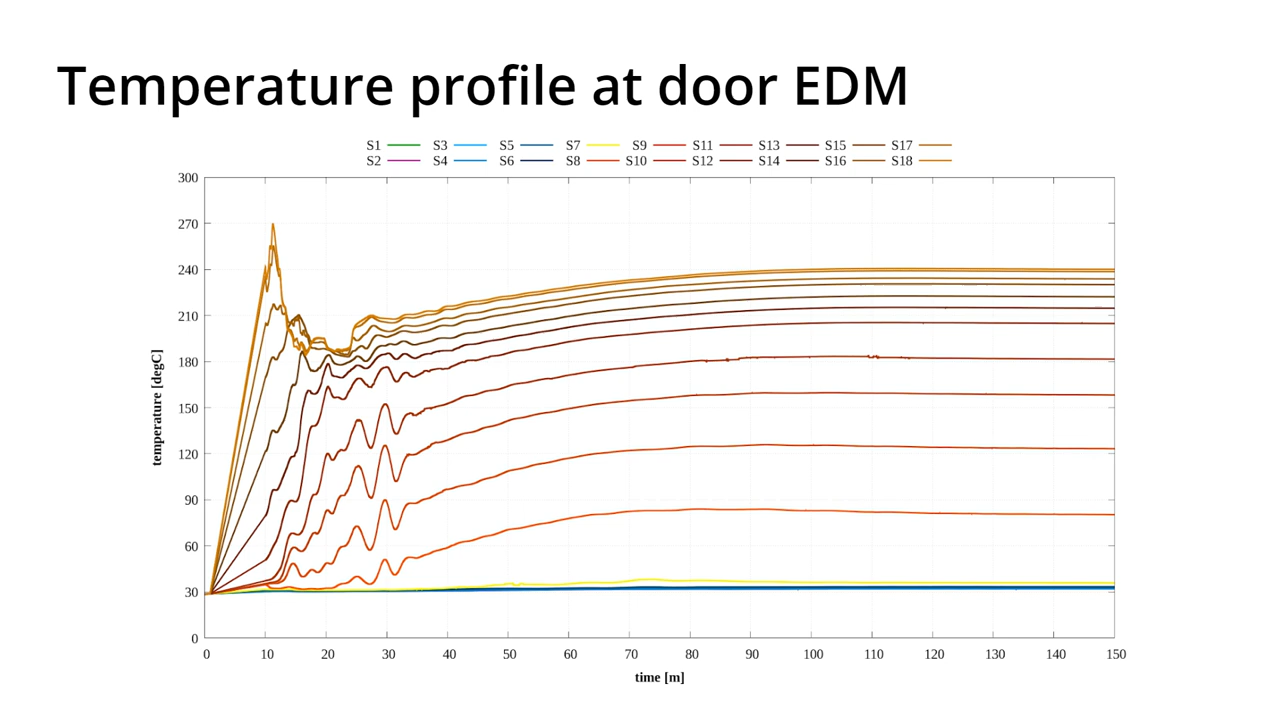 Temperature profile at door EDM
S1 S3 S5 S7 S9 S11 S13 S15 S17
S2 S4 S6 S8 S10 S12 S14 S16 S18
300
270
240
210
180
150
120
90
60
30
0
temperature [degC]
0 10 20 30 40 50 60 70 80 90 100 110 120 130 140 150
time [m]